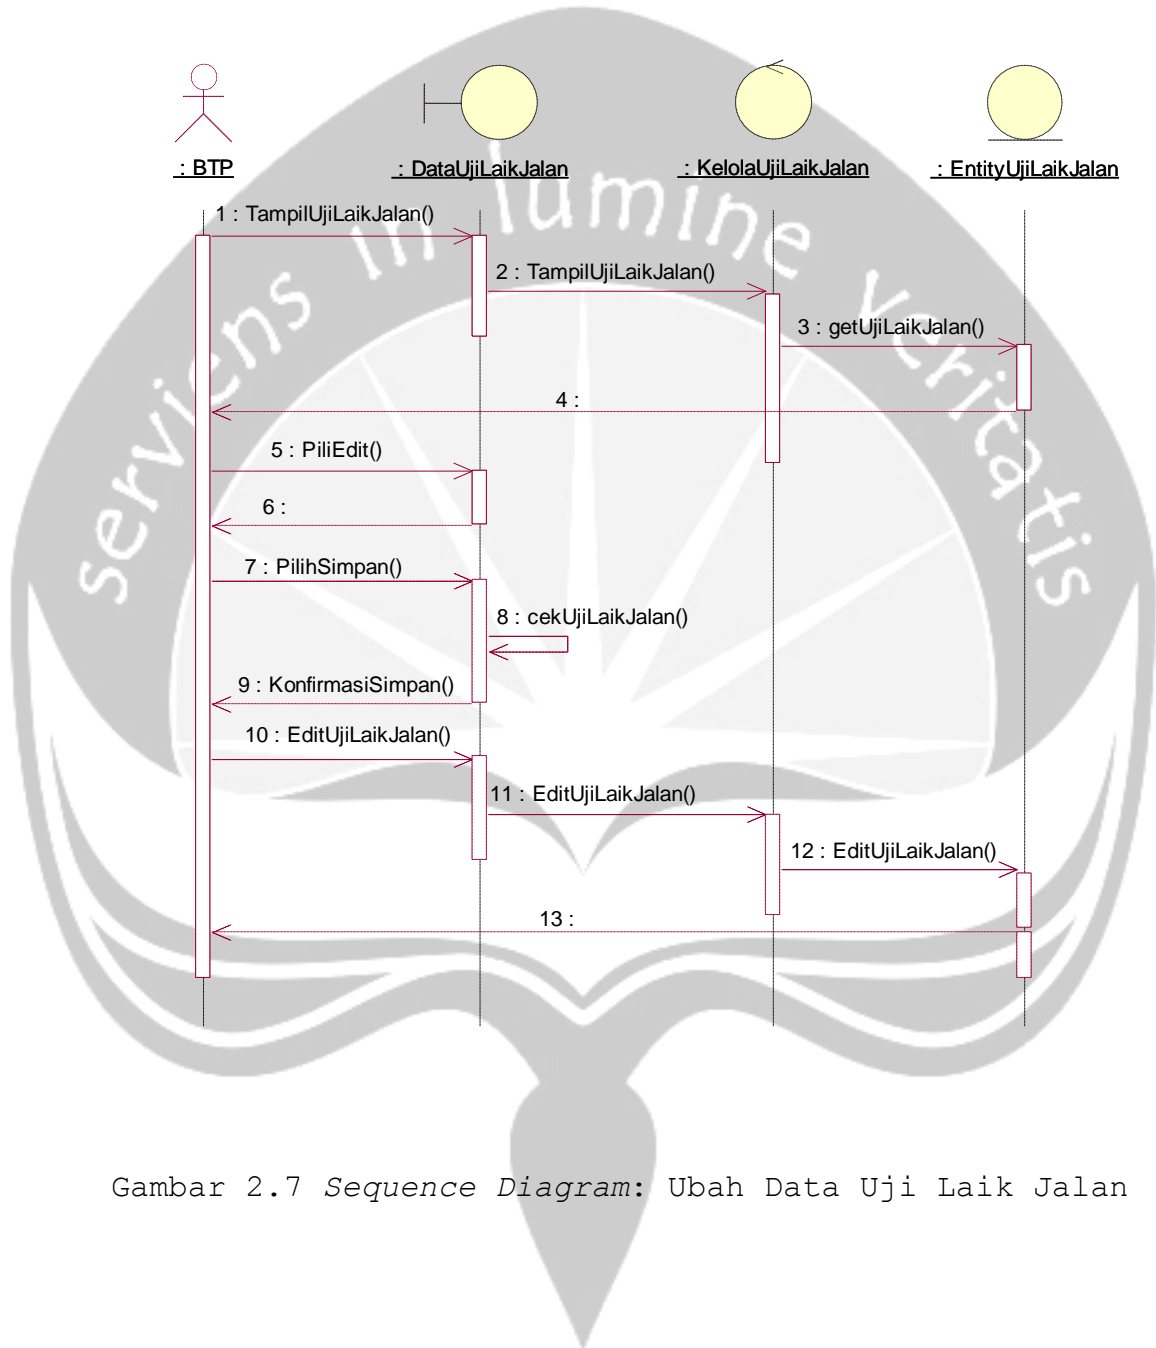 : BTP
: DataUjiLaikJalan
: KelolaUjiLaikJalan
: EntityUjiLaikJalan
1 : TampilUjiLaikJalan()
2 : TampilUjiLaikJalan()
3 : getUjiLaikJalan()
4 :
5 : PiliEdit()
6 :
7 : PilihSimpan()
8 : cekUjiLaikJalan()
9 : KonfirmasiSimpan()
10 : EditUjiLaikJalan()
11 : EditUjiLaikJalan()
12 : EditUjiLaikJalan()
13 :
serviens in lumine veritatis
Gambar 2.7 Sequence Diagram: Ubah Data Uji Laik Jalan